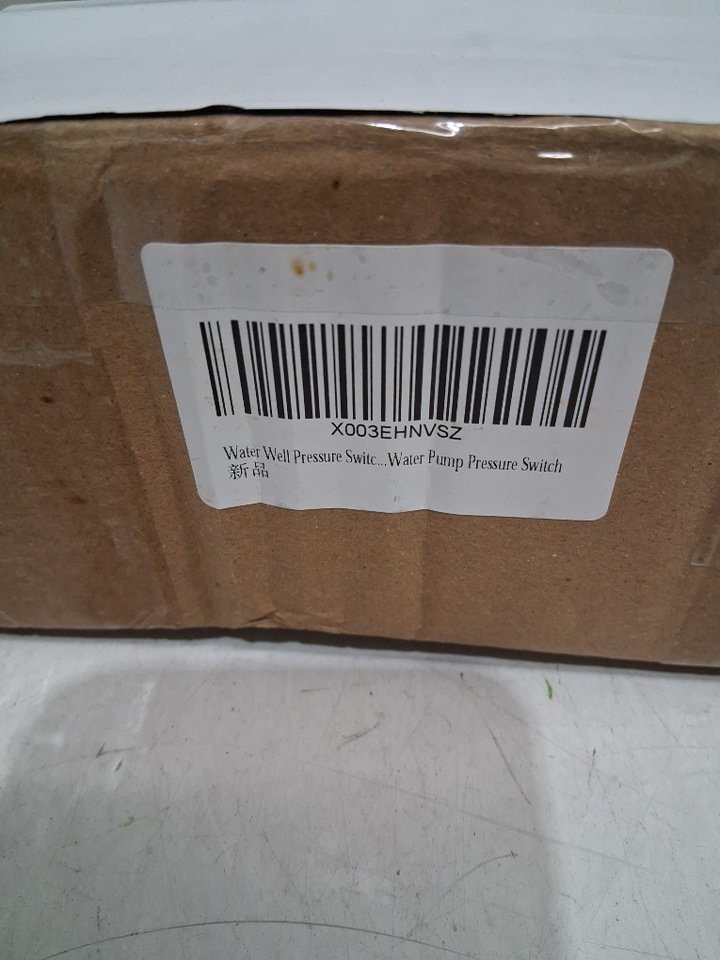 X003EHNVSZ
Water Well Pressure Switc...Water Pump Pressure Switch
新品